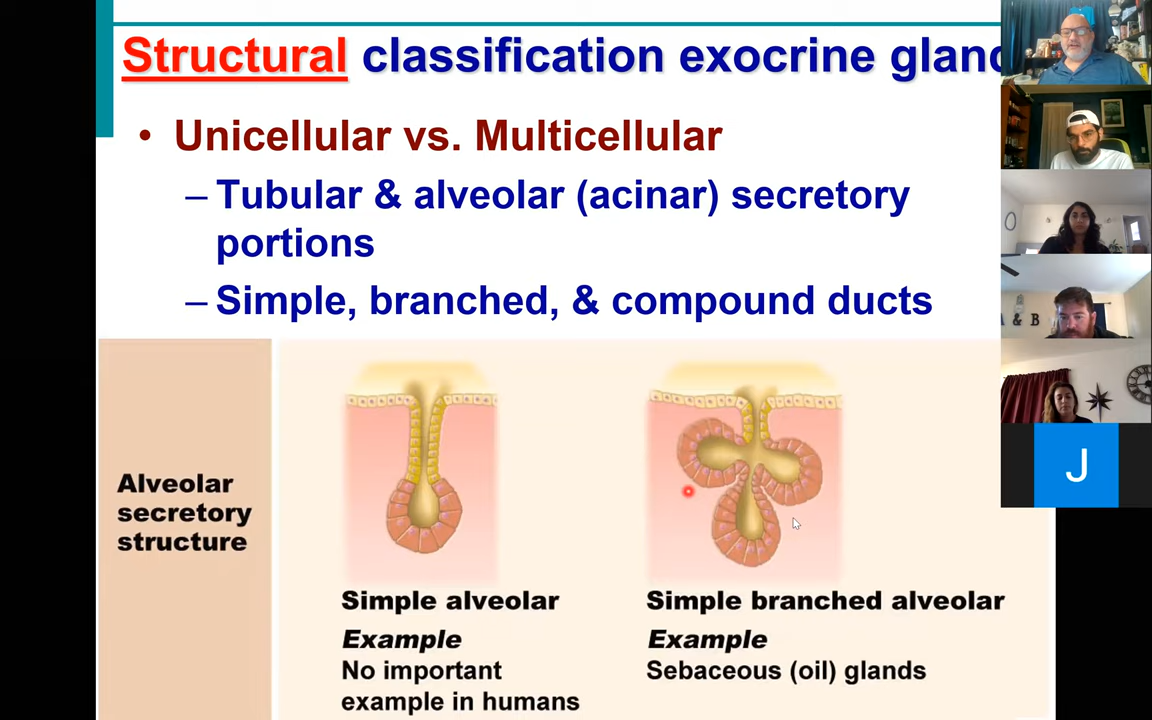 Structural classification exocrine gland
• Unicellular vs. Multicellular
– Tubular & alveolar (acinar) secretory
portions
– Simple, branched, & compound ducts
Alveolar
secretory
structure
Simple alveolar
Example
No important
example in humans
Simple branched alveolar
Example
Sebaceous (oil) glands
& B
J